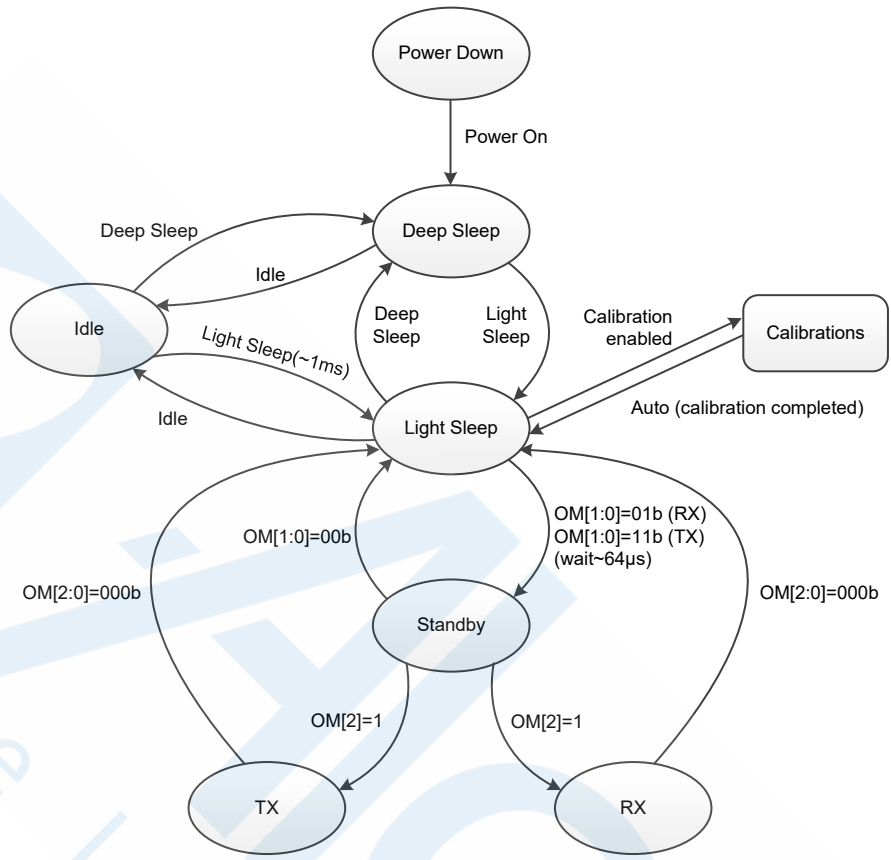 Power Down
Power On
Deep Sleep
Deep Sleep
Idle
Idle
Deep
Sleep
Light
Sleep
Calibration
enabled
Calibrations
Light Sleep(~1ms)
Idle
Light Sleep
Auto (calibration completed)
OM[1:0]=00b
OM[1:0]=01b (RX)
OM[1:0]=11b (TX)
(wait~64µs)
OM[2:0]=000b
OM[2:0]=000b
Standby
OM[2]=1
OM[2]=1
TX
RX